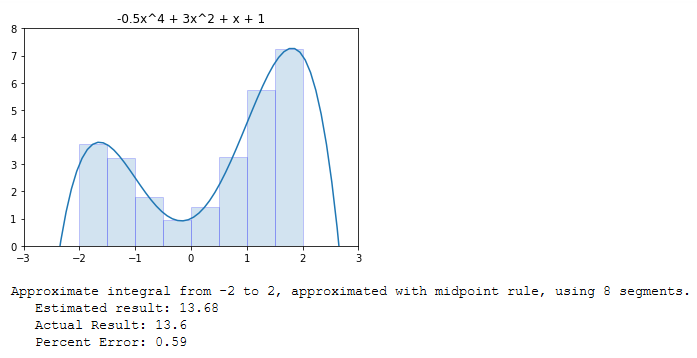 -0.5x^4 + 3x^2 + x + 1
8
7
6
5
4
3
2
1
0
−3 −2 −1 0 1 2 3
Approximate integral from -2 to 2, approximated with midpoint rule, using 8 segments.
Estimated result: 13.68
Actual Result: 13.6
Percent Error: 0.59